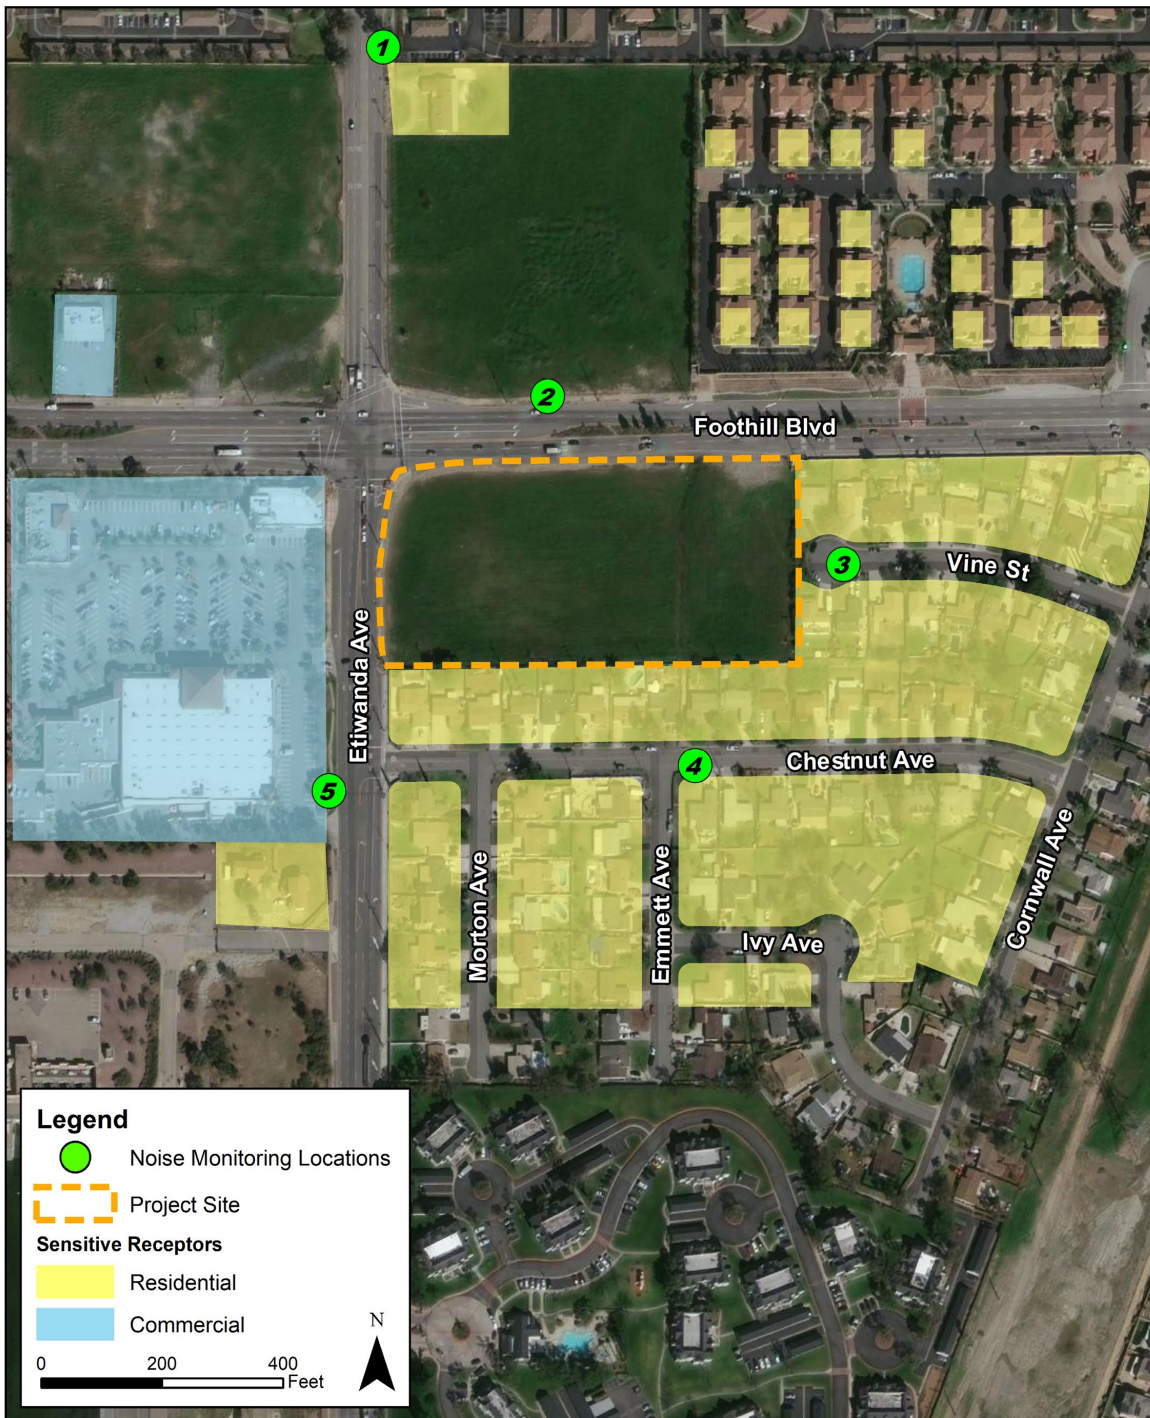 1
2
Foothill Blvd
3
Vine St
Etiwanda Ave
4
Chestnut Ave
5
Morton Ave
Emmett Ave
Ivy Ave
Cornwall Ave
Legend
Noise Monitoring Locations
Project Site
Sensitive Receptors
Residential
Commercial
N
0 200 400
Feet